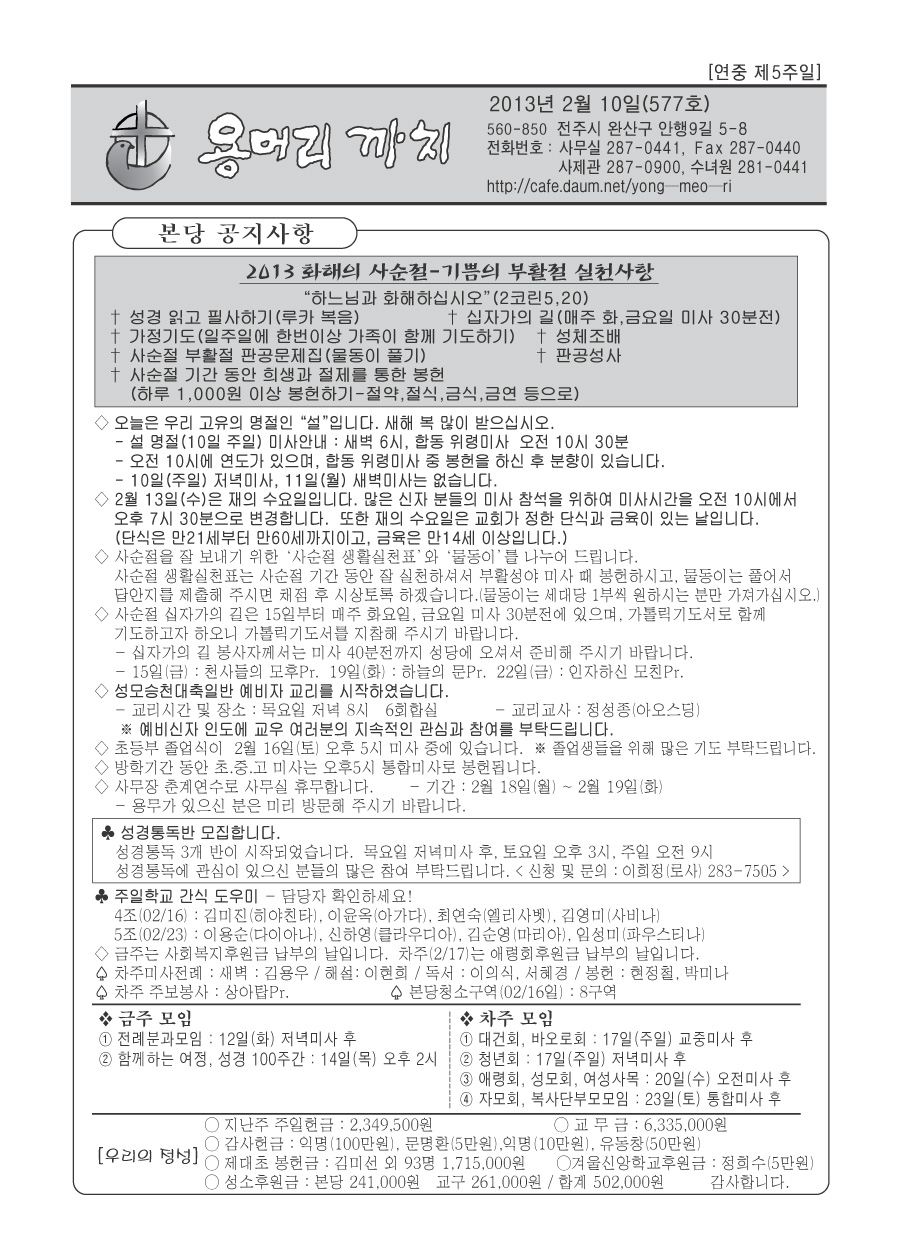 [연중 제5주일]
용머리 까치
2013년 2월 10일(577호)
560-850 전주시 완산구 안행9길 5-8
전화번호 : 사무실 287-0441, Fax 287-0440
사제관 287-0900, 수녀원 281-0441
http://cafe.daum.net/yong─meo─ri
본당 공지사항
2013 화해의 사순절-기쁨의 부활절 실천사항
“하느님과 화해하십시오”(2코린5,20)
† 성경 읽고 필사하기(루카 복음) † 십자가의 길(매주 화,금요일 미사 30분전)
† 가정기도(일주일에 한번이상 가족이 함께 기도하기) † 성체조배
† 사순절 부활절 판공문제집(물동이 풀기) † 판공성사
† 사순절 기간 동안 희생과 절제를 통한 봉헌
(하루 1,000원 이상 봉헌하기-절약,절식,금식,금연 등으로)
◇ 오늘은 우리 고유의 명절인 “설”입니다. 새해 복 많이 받으십시오.
- 설 명절(10일 주일) 미사안내 : 새벽 6시, 합동 위령미사 오전 10시 30분
- 오전 10시에 연도가 있으며, 합동 위령미사 중 봉헌을 하신 후 분향이 있습니다.
- 10일(주일) 저녁미사, 11일(월) 새벽미사는 없습니다.
◇ 2월 13일(수)은 재의 수요일입니다. 많은 신자 분들의 미사 참석을 위하여 미사시간을 오전 10시에서
오후 7시 30분으로 변경합니다. 또한 재의 수요일은 교회가 정한 단식과 금육이 있는 날입니다.
(단식은 만21세부터 만60세까지이고, 금육은 만14세 이상입니다.)
◇ 사순절을 잘 보내기 위한 ‘사순절 생활실천표’와 ‘물동이’를 나누어 드립니다.
사순절 생활실천표는 사순절 기간 동안 잘 실천하셔서 부활성야 미사 때 봉헌하시고, 물동이는 풀어서
답안지를 제출해 주시면 채점 후 시상토록 하겠습니다.(물동이는 세대당 1부씩 원하시는 분만 가져가십시오.)
◇ 사순절 십자가의 길은 15일부터 매주 화요일, 금요일 미사 30분전에 있으며, 가톨릭기도서로 함께
기도하고자 하오니 가톨릭기도서를 지참해 주시기 바랍니다.
- 십자가의 길 봉사자께서는 미사 40분전까지 성당에 오셔서 준비해 주시기 바랍니다.
- 15일(금) : 천사들의 모후Pr. 19일(화) : 하늘의 문Pr. 22일(금) : 인자하신 모친Pr.
◇ 성모승천대축일반 예비자 교리를 시작하였습니다.
- 교리시간 및 장소 : 목요일 저녁 8시 6회합실 - 교리교사 : 정성종(아오스딩)
※ 예비신자 인도에 교우 여러분의 지속적인 관심과 참여를 부탁드립니다.
◇ 초등부 졸업식이 2월 16일(토) 오후 5시 미사 중에 있습니다. ※ 졸업생들을 위해 많은 기도 부탁드립니다.
◇ 방학기간 동안 초.중.고 미사는 오후5시 통합미사로 봉헌됩니다.
◇ 사무장 춘계연수로 사무실 휴무합니다. - 기간 : 2월 18일(월) ~ 2월 19일(화)
- 용무가 있으신 분은 미리 방문해 주시기 바랍니다.
♣ 성경통독반 모집합니다.
성경통독 3개 반이 시작되었습니다. 목요일 저녁미사 후, 토요일 오후 3시, 주일 오전 9시
성경통독에 관심이 있으신 분들의 많은 참여 부탁드립니다. < 신청 및 문의 : 이희정(로사) 283-7505 >
♣ 주일학교 간식 도우미 - 담당자 확인하세요!
4조(02/16) : 김미진(히야친타), 이윤옥(아가다), 최연숙(엘리사벳), 김영미(사비나)
5조(02/23) : 이용순(다이아나), 신하영(클라우디아), 김순영(마리아), 임성미(파우스티나)
◇ 금주는 사회복지후원금 납부의 날입니다. 차주(2/17)는 애령회후원금 납부의 날입니다.
♤ 차주미사전례 : 새벽 : 김용우 / 해설: 이현희 / 독서 : 이의식, 서혜경 / 봉헌 : 현정철, 박미나
♤ 차주 주보봉사 : 상아탑Pr. ♤ 본당청소구역(02/16일) : 8구역
❖ 금주 모임
① 전례분과모임 : 12일(화) 저녁미사 후
② 함께하는 여정, 성경 100주간 : 14일(목) 오후 2시
❖ 차주 모임
① 대건회, 바오로회 : 17일(주일) 교중미사 후
② 청년회 : 17일(주일) 저녁미사 후
③ 애령회, 성모회, 여성사목 : 20일(수) 오전미사 후
④ 자모회, 복사단부모모임 : 23일(토) 통합미사 후
[우리의 정성]
○ 지난주 주일헌금 : 2,349,500원 ○ 교 무 금 : 6,335,000원
○ 감사헌금 : 익명(100만원), 문명환(5만원),익명(10만원), 유동창(50만원)
○ 제대초 봉헌금 : 김미선 외 93명 1,715,000원 ○겨울신앙학교후원금 : 정희수(5만원)
○ 성소후원금 : 본당 241,000원 교구 261,000원 / 합계 502,000원 감사합니다.